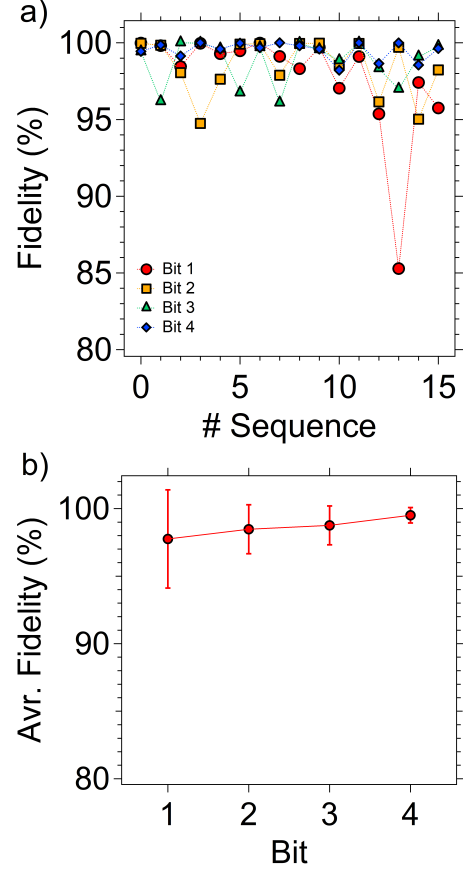 a)
100
95
90
85
80
Fidelity (%)
Bit 1
Bit 2
Bit 3
Bit 4
0 5 10 15
# Sequence
b)
100
90
80
Avr. Fidelity (%)
1 2 3 4
Bit